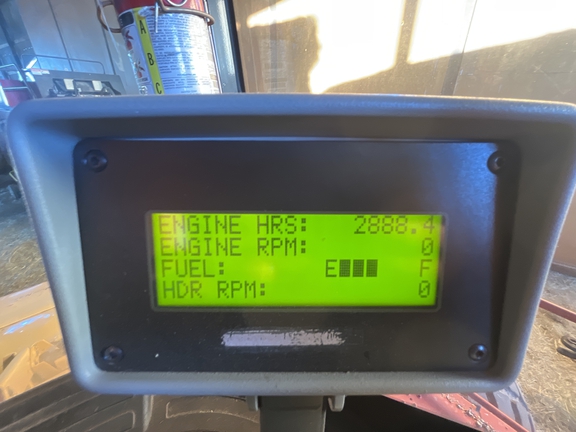 A
B
C
ENGINE HRS: 2888.4
ENGINE RPM: 0
FUEL: E F
HDR RPM: 0